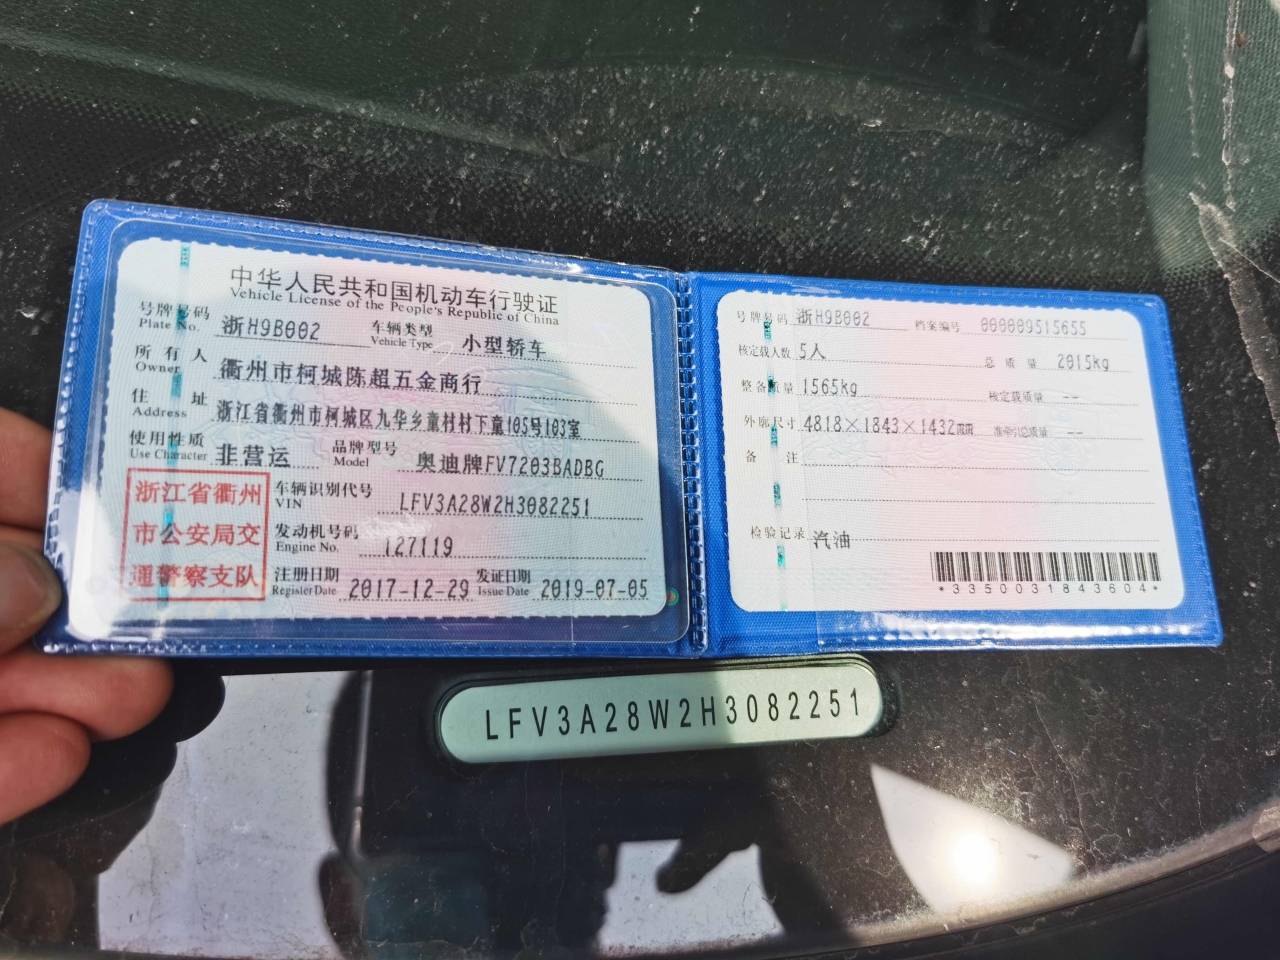 中华人民共和国机动车行驶证
Vehicle License of the People's Republic of China
号牌号码 浙H9B002 车辆类型 小型轿车
Plate No. Vehicle Type
所有人 衢州市柯城陈超五金商行
Owner
住址 浙江省衢州市柯城区九华乡童村村下童105号103室
Address
使用性质 非营运 品牌型号 奥迪牌FV7203BADBG
Use Character Model
浙江省衢州
市公安局交
通警察支队
车辆识别代号 LFV3A28W2H3082251
VIN
发动机号码 127119
Engine No.
注册日期 2017-12-29 发证日期 2019-07-05
Register Date Issue Date
号牌号码 浙H9B002 档案编号 000009515655
核定载人数 5人 总质量 2015kg
整备质量 1565kg 核定载质量 --
外廓尺寸 4818×1843×1432mm 准牵引总质量 --
备注
检验记录 汽油
*3350031843604*
LFV3A28W2H3082251